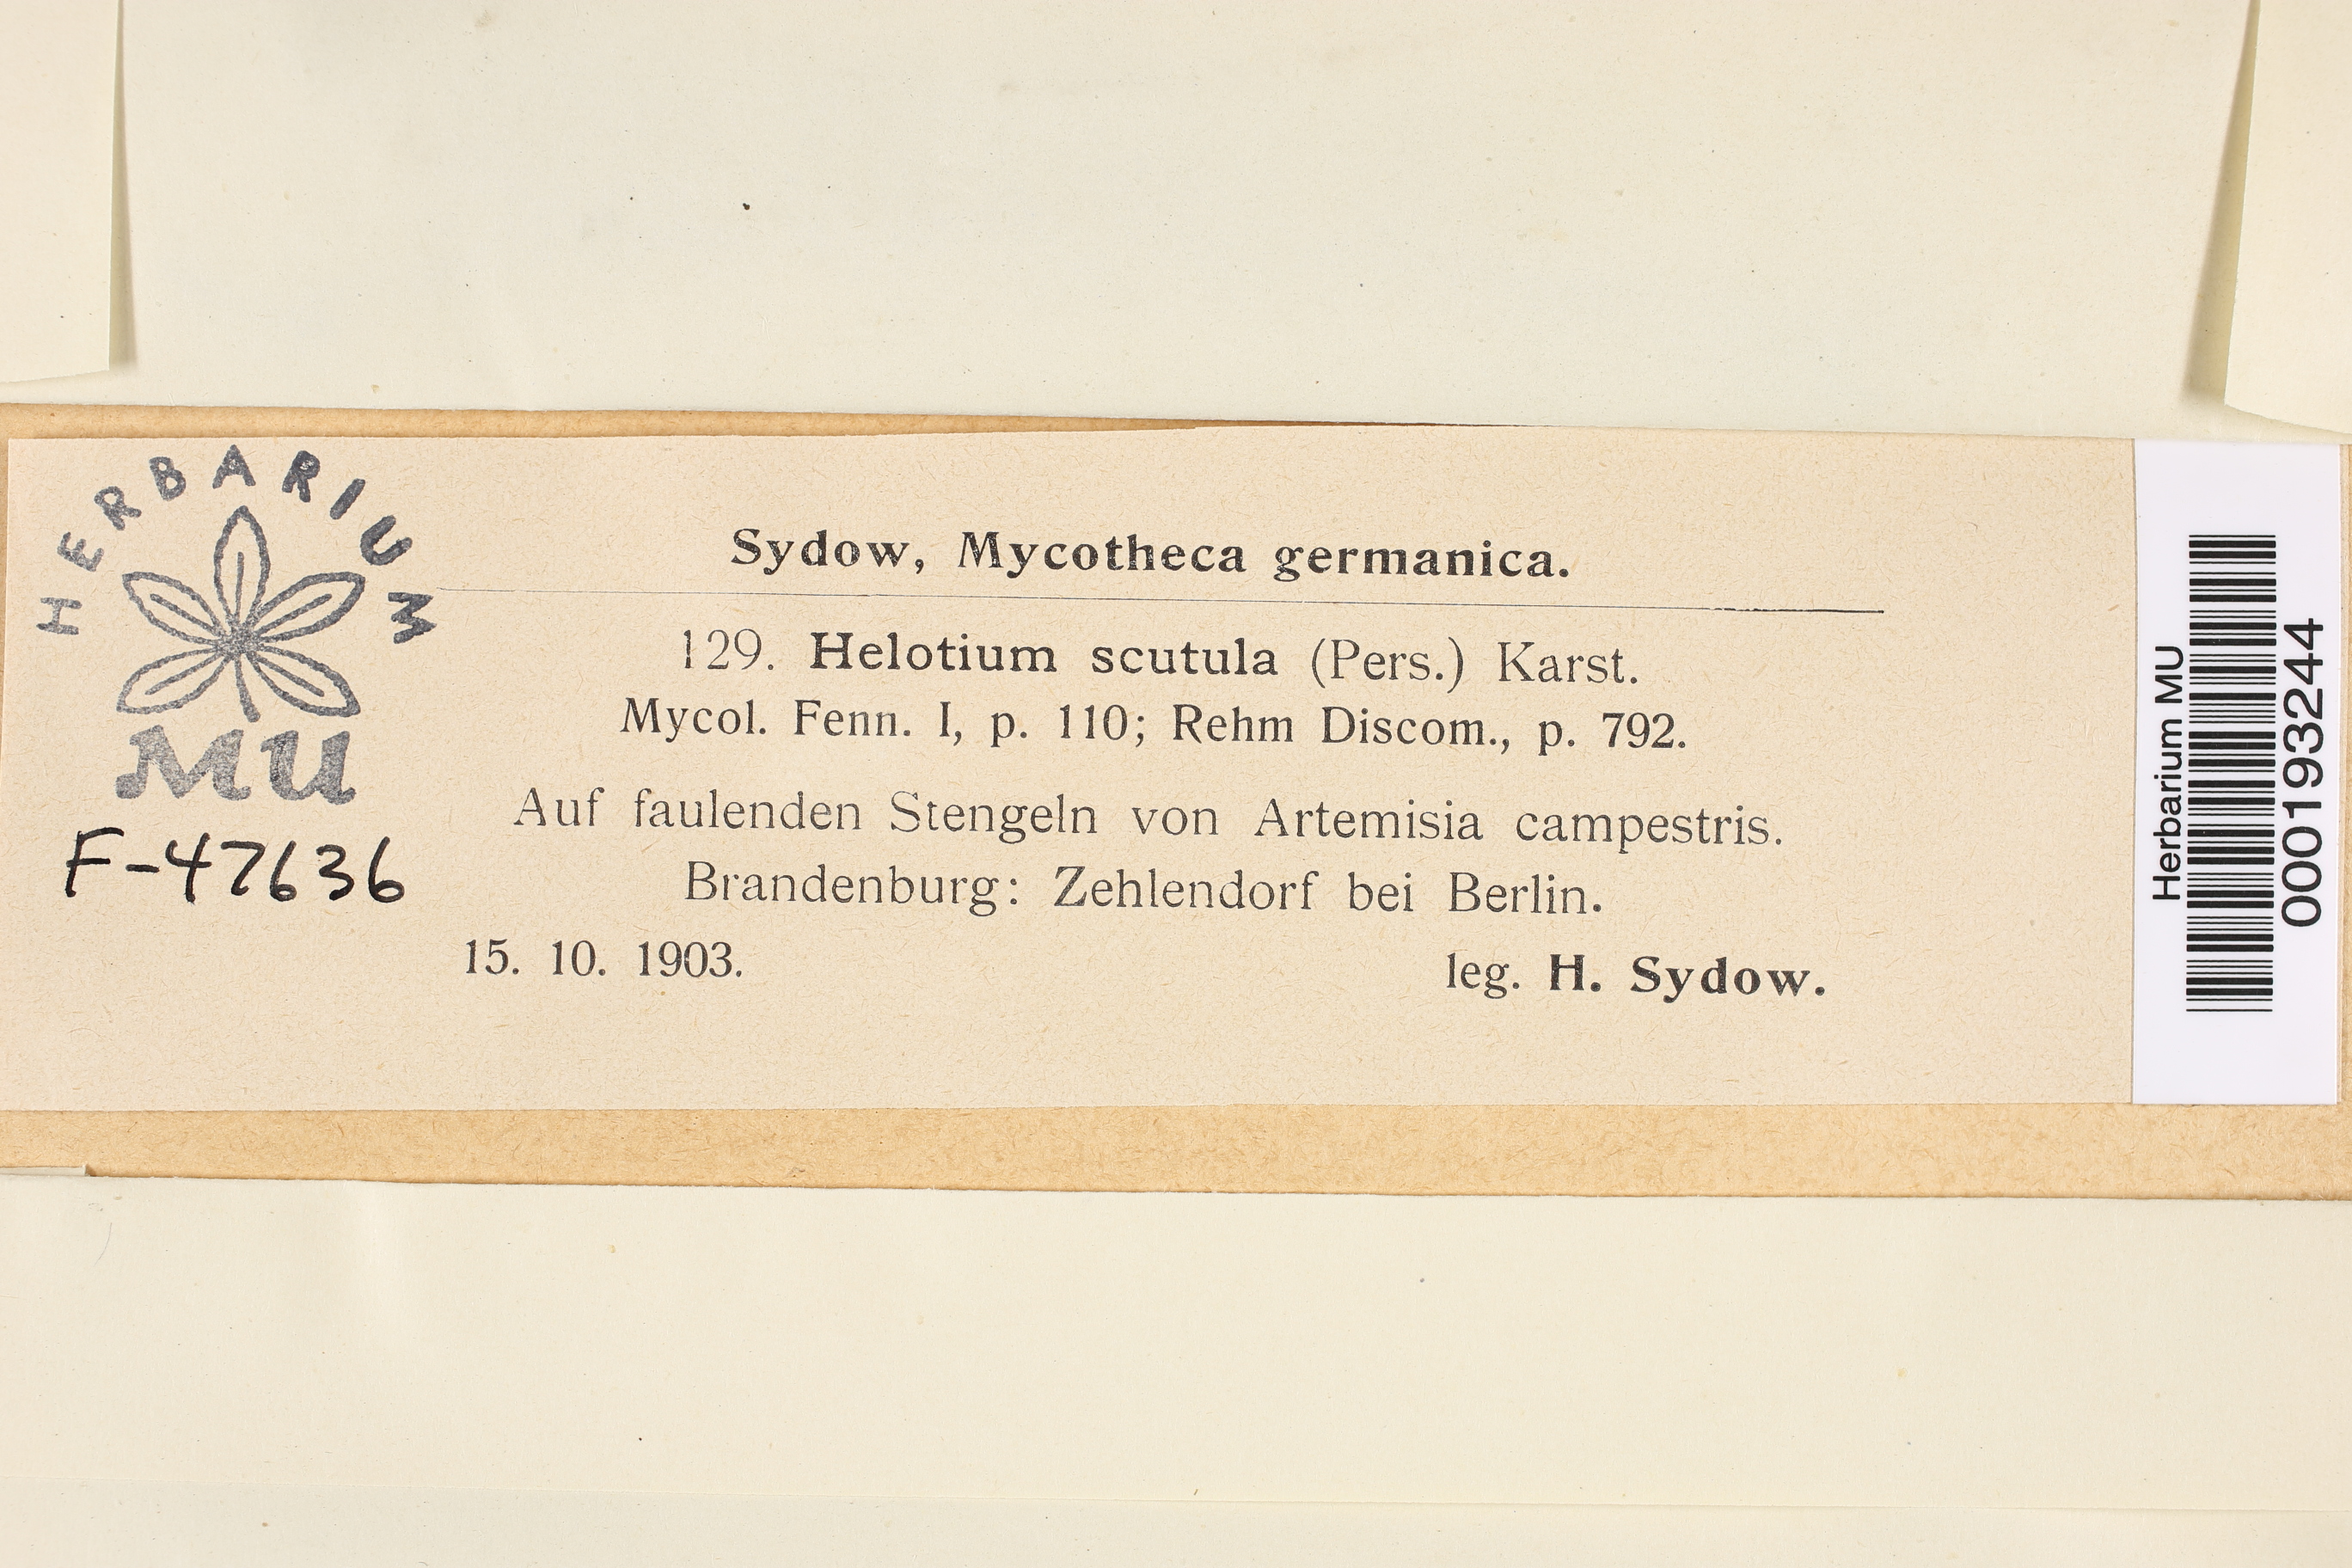 HERBARIUM
MU
F-47636
Sydow, Mycotheca germanica.
129. Helotium scutula (Pers.) Karst.
Mycol. Fenn. I, p. 110; Rehm Discom., p. 792.
Auf faulenden Stengeln von Artemisia campestris.
Brandenburg: Zehlendorf bei Berlin.
15. 10. 1903. leg. H. Sydow.
Herbarium MU
000193244